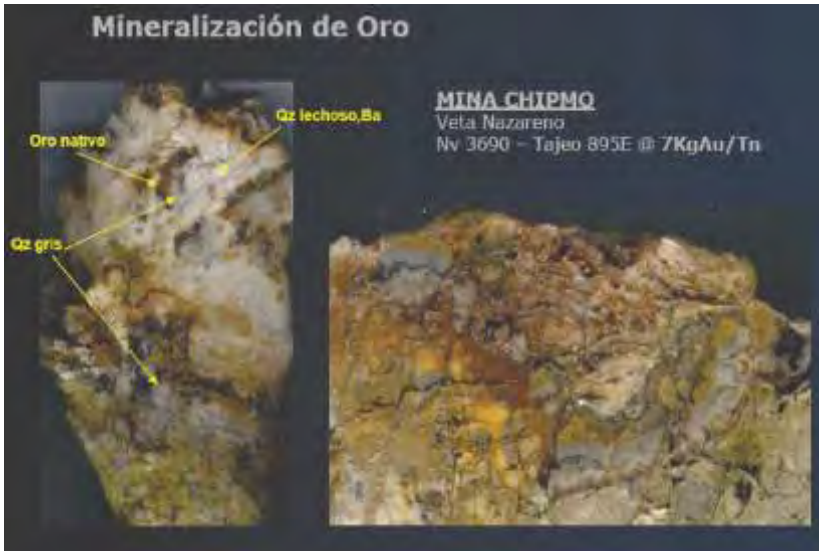 Mineralización de Oro
MINA CHIPMO
Veta Nazareno
Nv 3690 - Tajeo 895E @ 7KgAu/Tn
Qz lechoso,Ba
Oro nativo
Qz gris